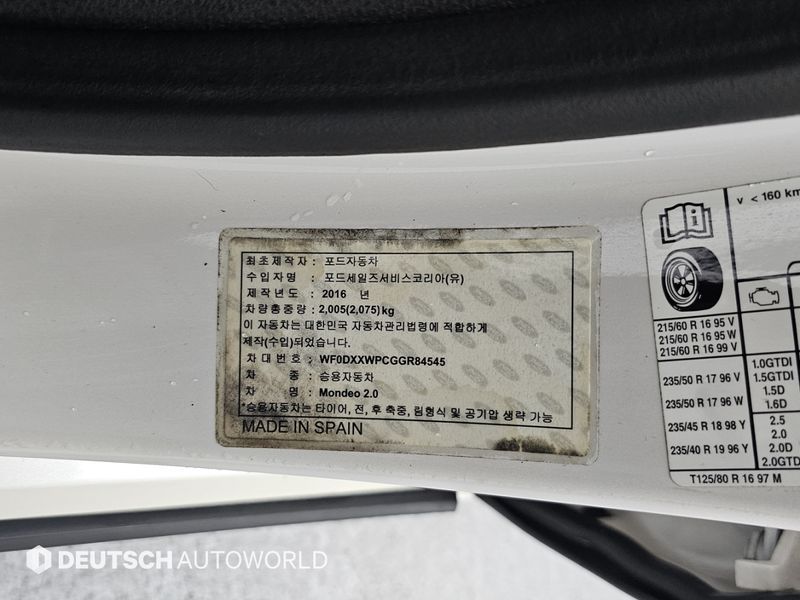 최초제작자 : 포드자동차
수입자명 : 포드세일즈서비스코리아(유)
제작년도 : 2016 년
차량총중량 : 2,005(2,075)kg
이 자동차는 대한민국 자동차관리법령에 적합하게
제작(수입)되었습니다.
차대번호 : WF0DXXWPCGGR84545
차 종 : 승용자동차
차 명 : Mondeo 2.0
*승용자동차는 타이어, 전, 후 축중, 림형식 및 공기압 생략 가능
MADE IN SPAIN
v < 160 km
i
215/60 R 16 95 V
215/60 R 16 95 W
215/60 R 16 99 V
235/50 R 17 96 V
235/50 R 17 96 W
235/45 R 18 98 Y
235/40 R 19 96 Y
1.0GTDI
1.5GTDI
1.5D
1.6D
2.5
2.0
2.0D
2.0GTD
T125/80 R 16 97 M
DEUTSCH AUTOWORLD